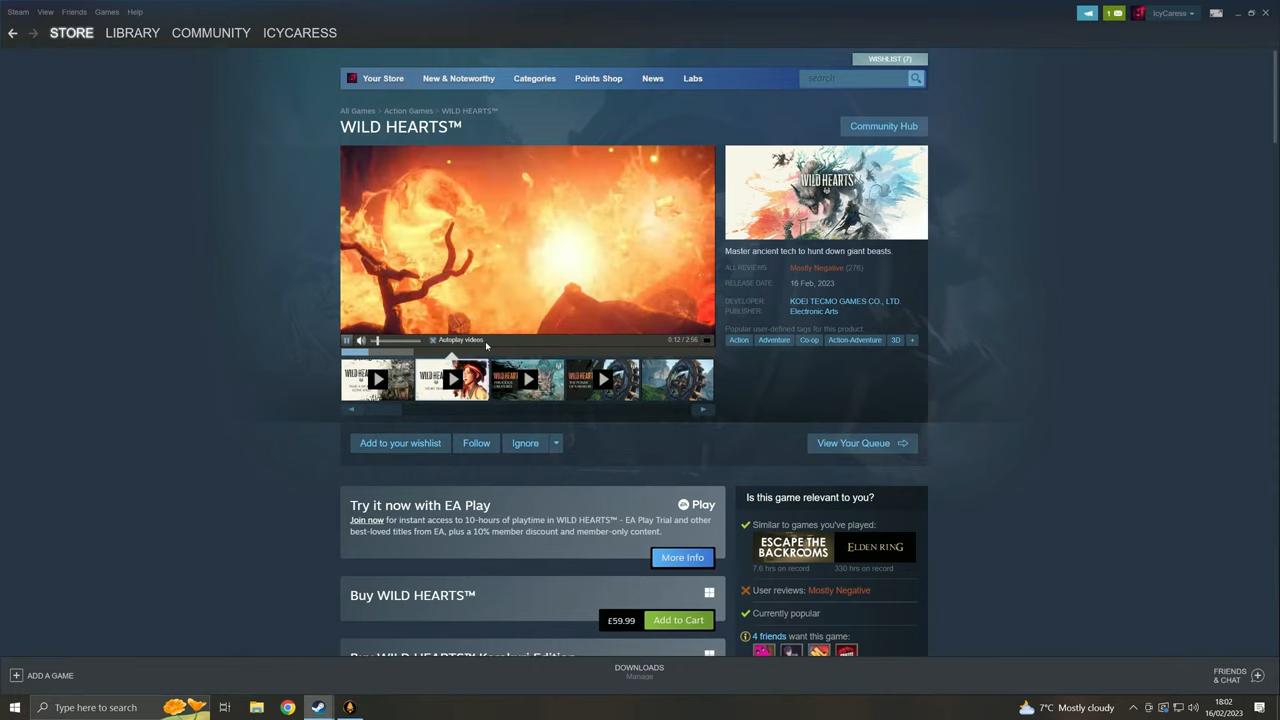 Steam View Friends Games Help
1
IcyCaress
STORE LIBRARY COMMUNITY ICYCARESS
WISHLIST (7)
Your Store New & Noteworthy Categories Points Shop News Labs
search
All Games > Action Games > WILD HEARTS™
WILD HEARTS™
Community Hub
WILD HEARTS
Master ancient tech to hunt down giant beasts.
ALL REVIEWS: Mostly Negative (276)
RELEASE DATE: 16 Feb, 2023
DEVELOPER: KOEI TECMO GAMES CO., LTD.
PUBLISHER: Electronic Arts
Popular user-defined tags for this product:
Action Adventure Co-op Action-Adventure 3D +
Autoplay videos 0:12 / 2:56
Add to your wishlist Follow Ignore
View Your Queue
Try it now with EA Play
EA Play
Join now for instant access to 10-hours of playtime in WILD HEARTS™ - EA Play Trial and other
best-loved titles from EA, plus a 10% member discount and member-only content.
More Info
Is this game relevant to you?
Similar to games you've played:
ESCAPE THE
BACKROOMS
ELDEN RING
7.6 hrs on record 330 hrs on record
User reviews: Mostly Negative
Currently popular
4 friends want this game:
Buy WILD HEARTS™
£59.99 Add to Cart
Buy WILD HEARTS™ Karakuri Edition
ADD A GAME
DOWNLOADS
Manage
FRIENDS
& CHAT
Type here to search
7°C Mostly cloudy
18:02
16/02/2023